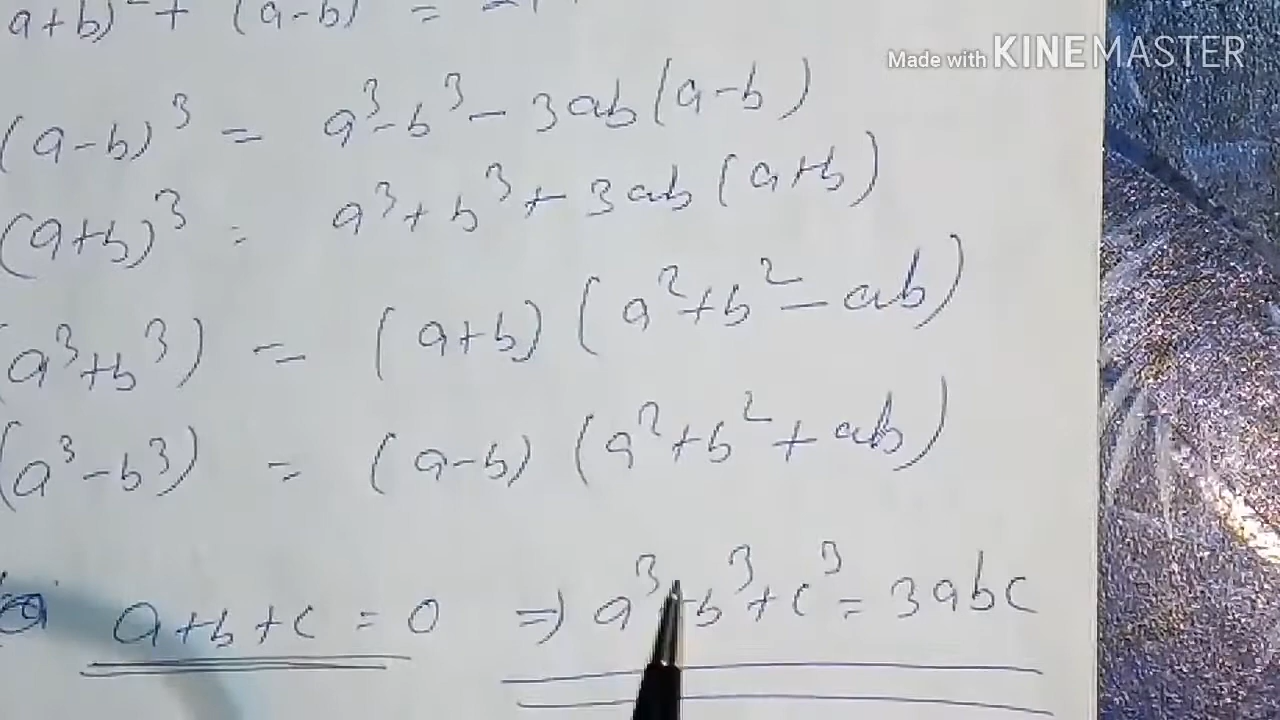 Made with KINEMASTER
a+b) + (a-b) =
(a-b)³ = a³-b³-3ab(a-b)
(a+b)³ = a³+b³+3ab(a+b)
(a³+b³) = (a+b)(a²+b²-ab)
(a³-b³) = (a-b)(a²+b²+ab)
a+b+c=0 ⇒ a³+b³+c³=3abc